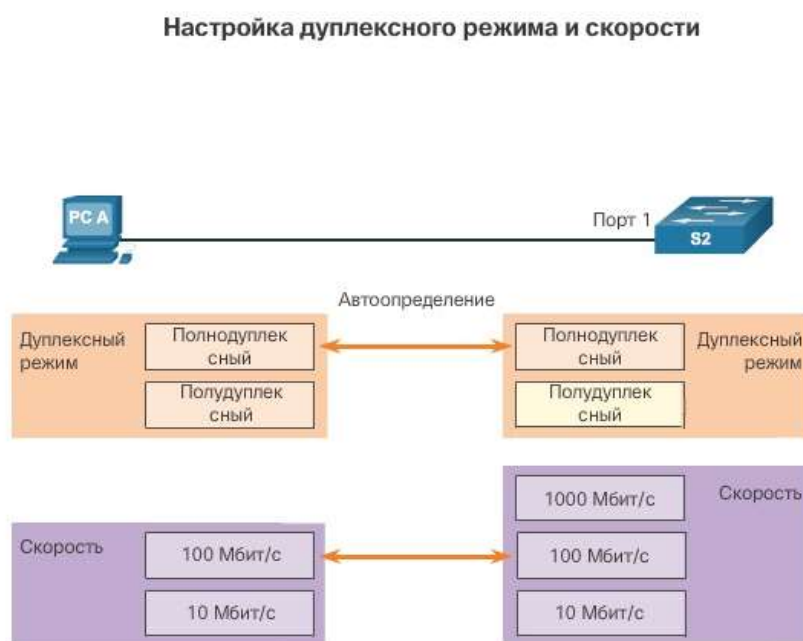 Настройка дуплексного режима и скорости
PC A
Порт 1
S2
Автоопределение
Дуплексный
режим
Полнодуплек
сный
Полудуплек
сный
Полнодуплек
сный
Полудуплек
сный
Дуплексный
режим
Скорость
100 Мбит/с
10 Мбит/с
1000 Мбит/с
100 Мбит/с
10 Мбит/с
Скорость